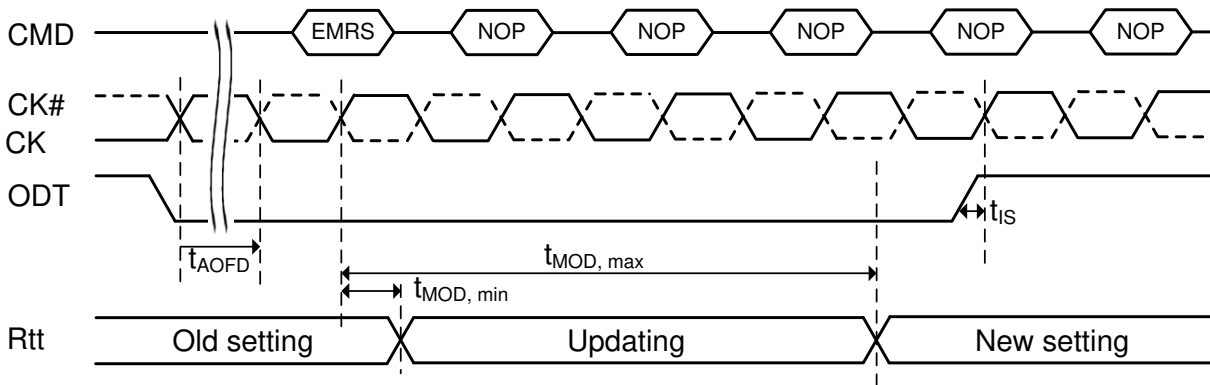 CMD EMRS NOP NOP NOP NOP NOP
CK#
CK
ODT
tIS
tAOFD
tMOD, max
tMOD, min
Rtt Old setting Updating New setting